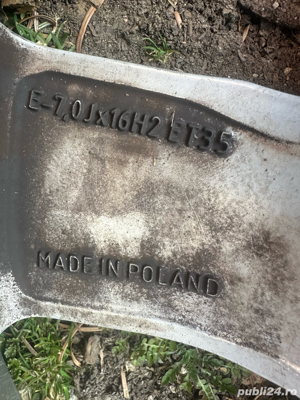 E-7,0Jx16H2 ET35
MADE IN POLAND
publi24.ro